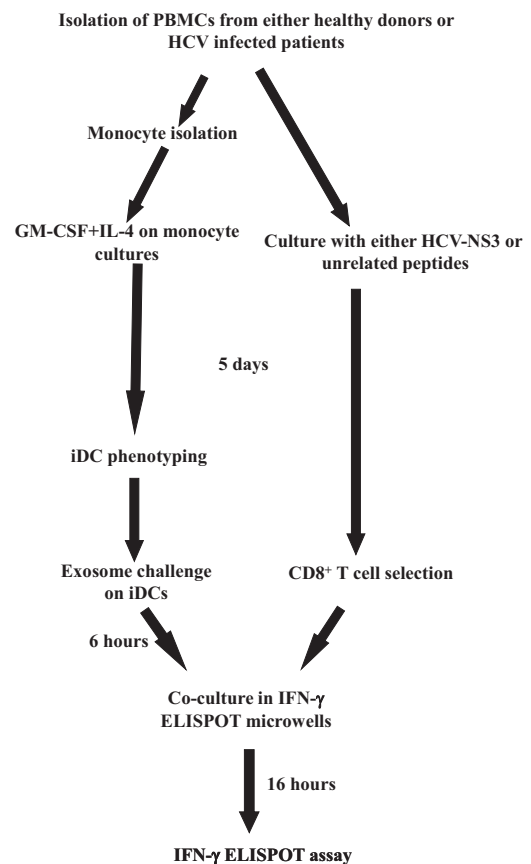 Isolation of PBMCs from either healthy donors or
HCV infected patients
Monocyte isolation
GM-CSF+IL-4 on monocyte
cultures
Culture with either HCV-NS3 or
unrelated peptides
5 days
iDC phenotyping
Exosome challenge
on iDCs
CD8⁺ T cell selection
6 hours
Co-culture in IFN-γ
ELISPOT microwells
16 hours
IFN-γ ELISPOT assay